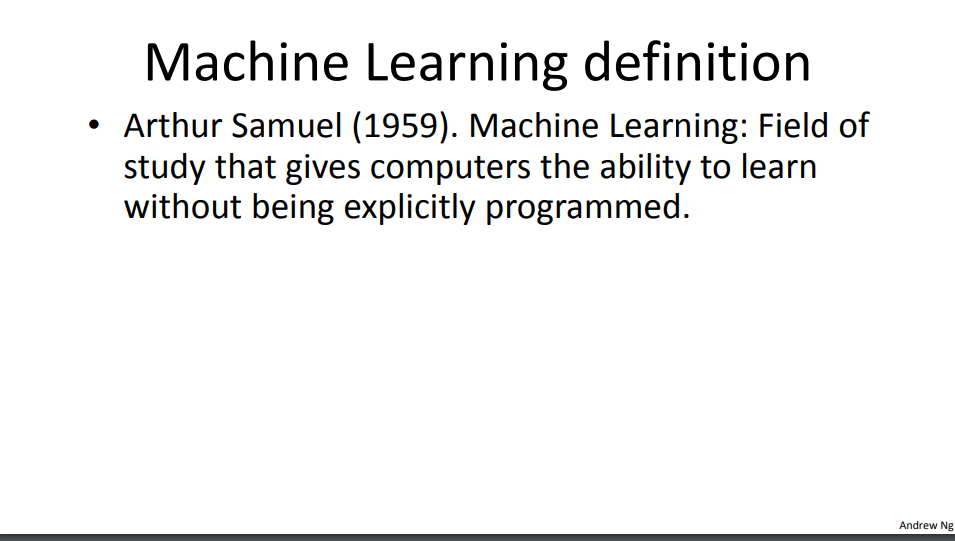 Machine Learning definition
• Arthur Samuel (1959). Machine Learning: Field of
study that gives computers the ability to learn
without being explicitly programmed.
Andrew Ng